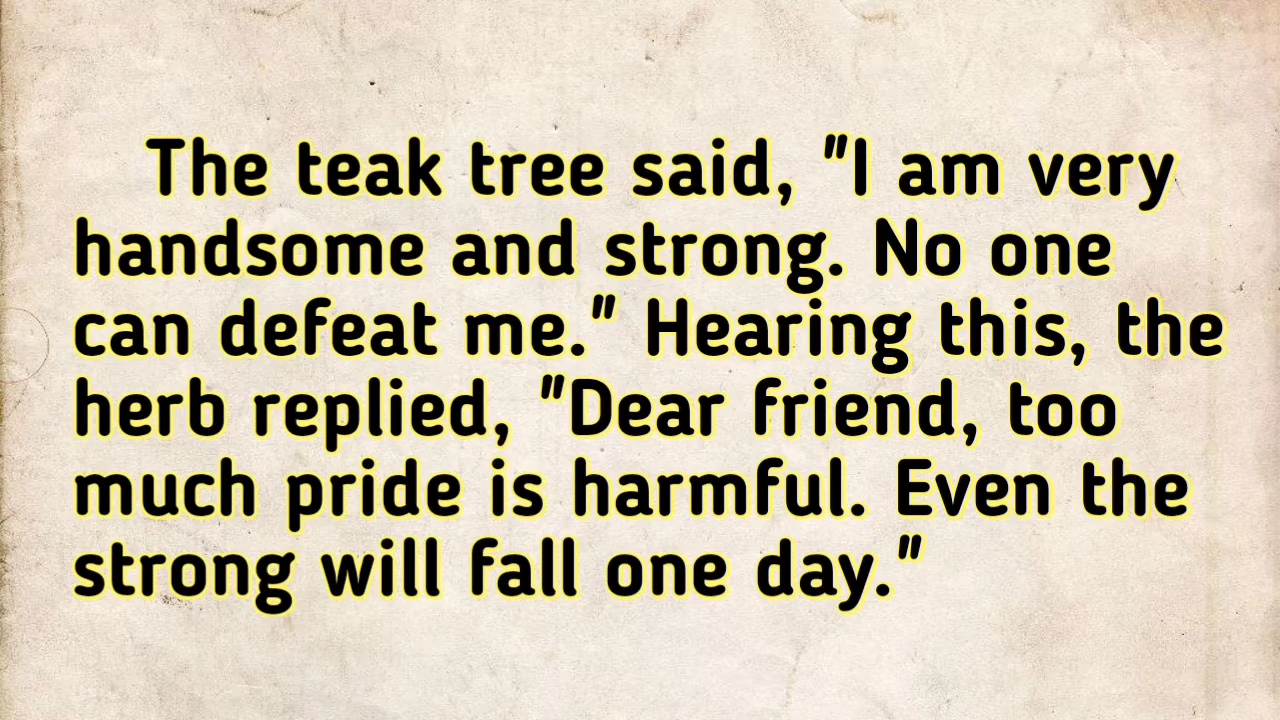 The teak tree said, "I am very
handsome and strong. No one
can defeat me." Hearing this, the
herb replied, "Dear friend, too
much pride is harmful. Even the
strong will fall one day."